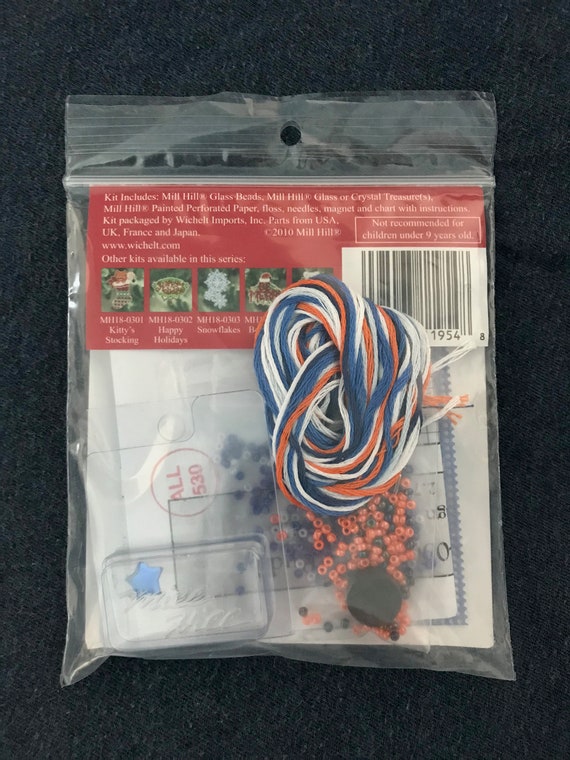 Kit Includes: Mill Hill® Glass Beads, Mill Hill® Glass or Crystal Treasure(s),
Mill Hill® Painted Perforated Paper, floss, needles, magnet and chart with instructions.
Kit packaged by Wichelt Imports, Inc. Parts from USA,
UK, France and Japan. ©2010 Mill Hill®
www.wichelt.com
Not recommended for
children under 9 years old.
Other kits available in this series:
MH18-0301 MH18-0302 MH18-0303
Kitty's Happy Snowflakes
Stocking Holidays
1954 8
ALL
530